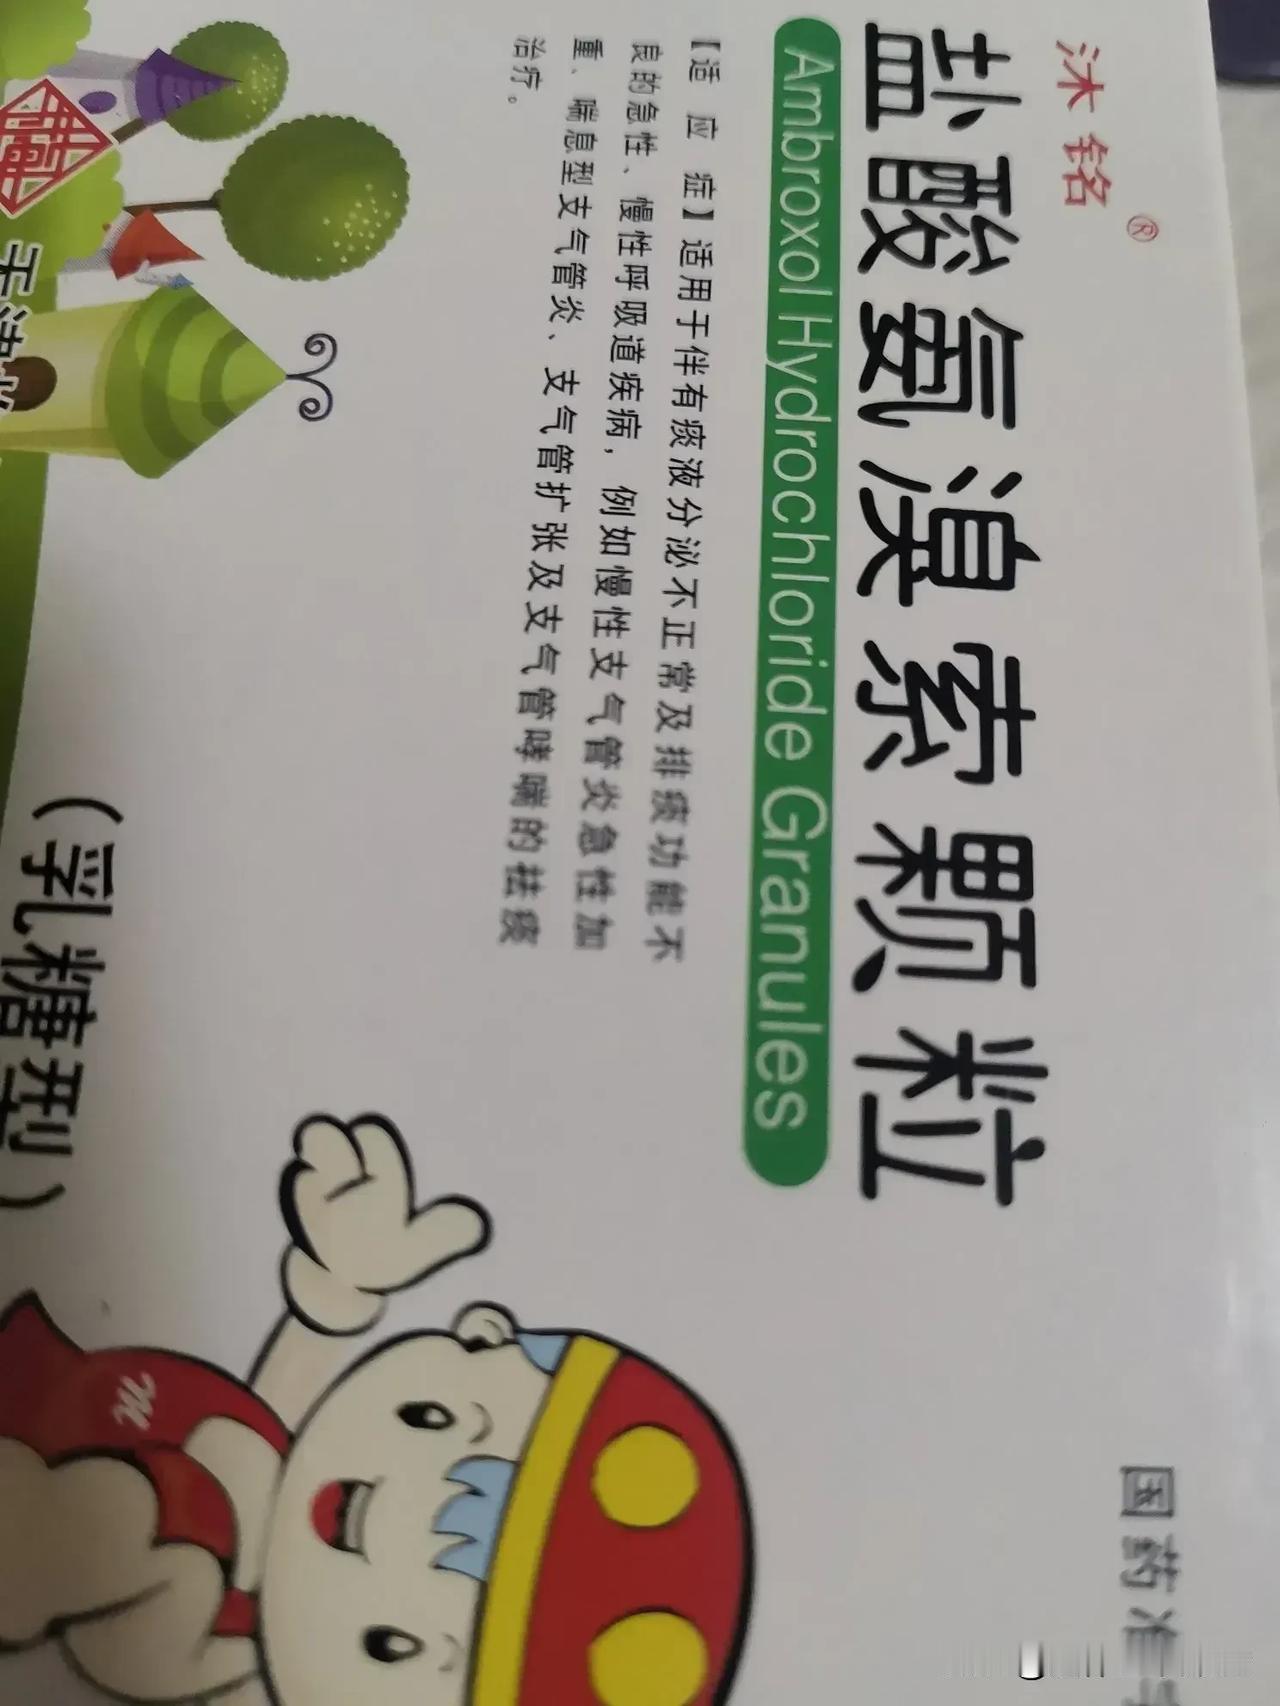 沐铭®
国药准字
盐酸氨溴索颗粒
Ambroxol Hydrochloride Granules
【适 应 症】适用于伴有痰液分泌不正常及排痰功能不
良的急性、慢性呼吸道疾病，例如慢性支气管炎急性加
重、喘息型支气管炎、支气管扩张及支气管哮喘的祛痰
治疗。
（乳糖型）
天津
m